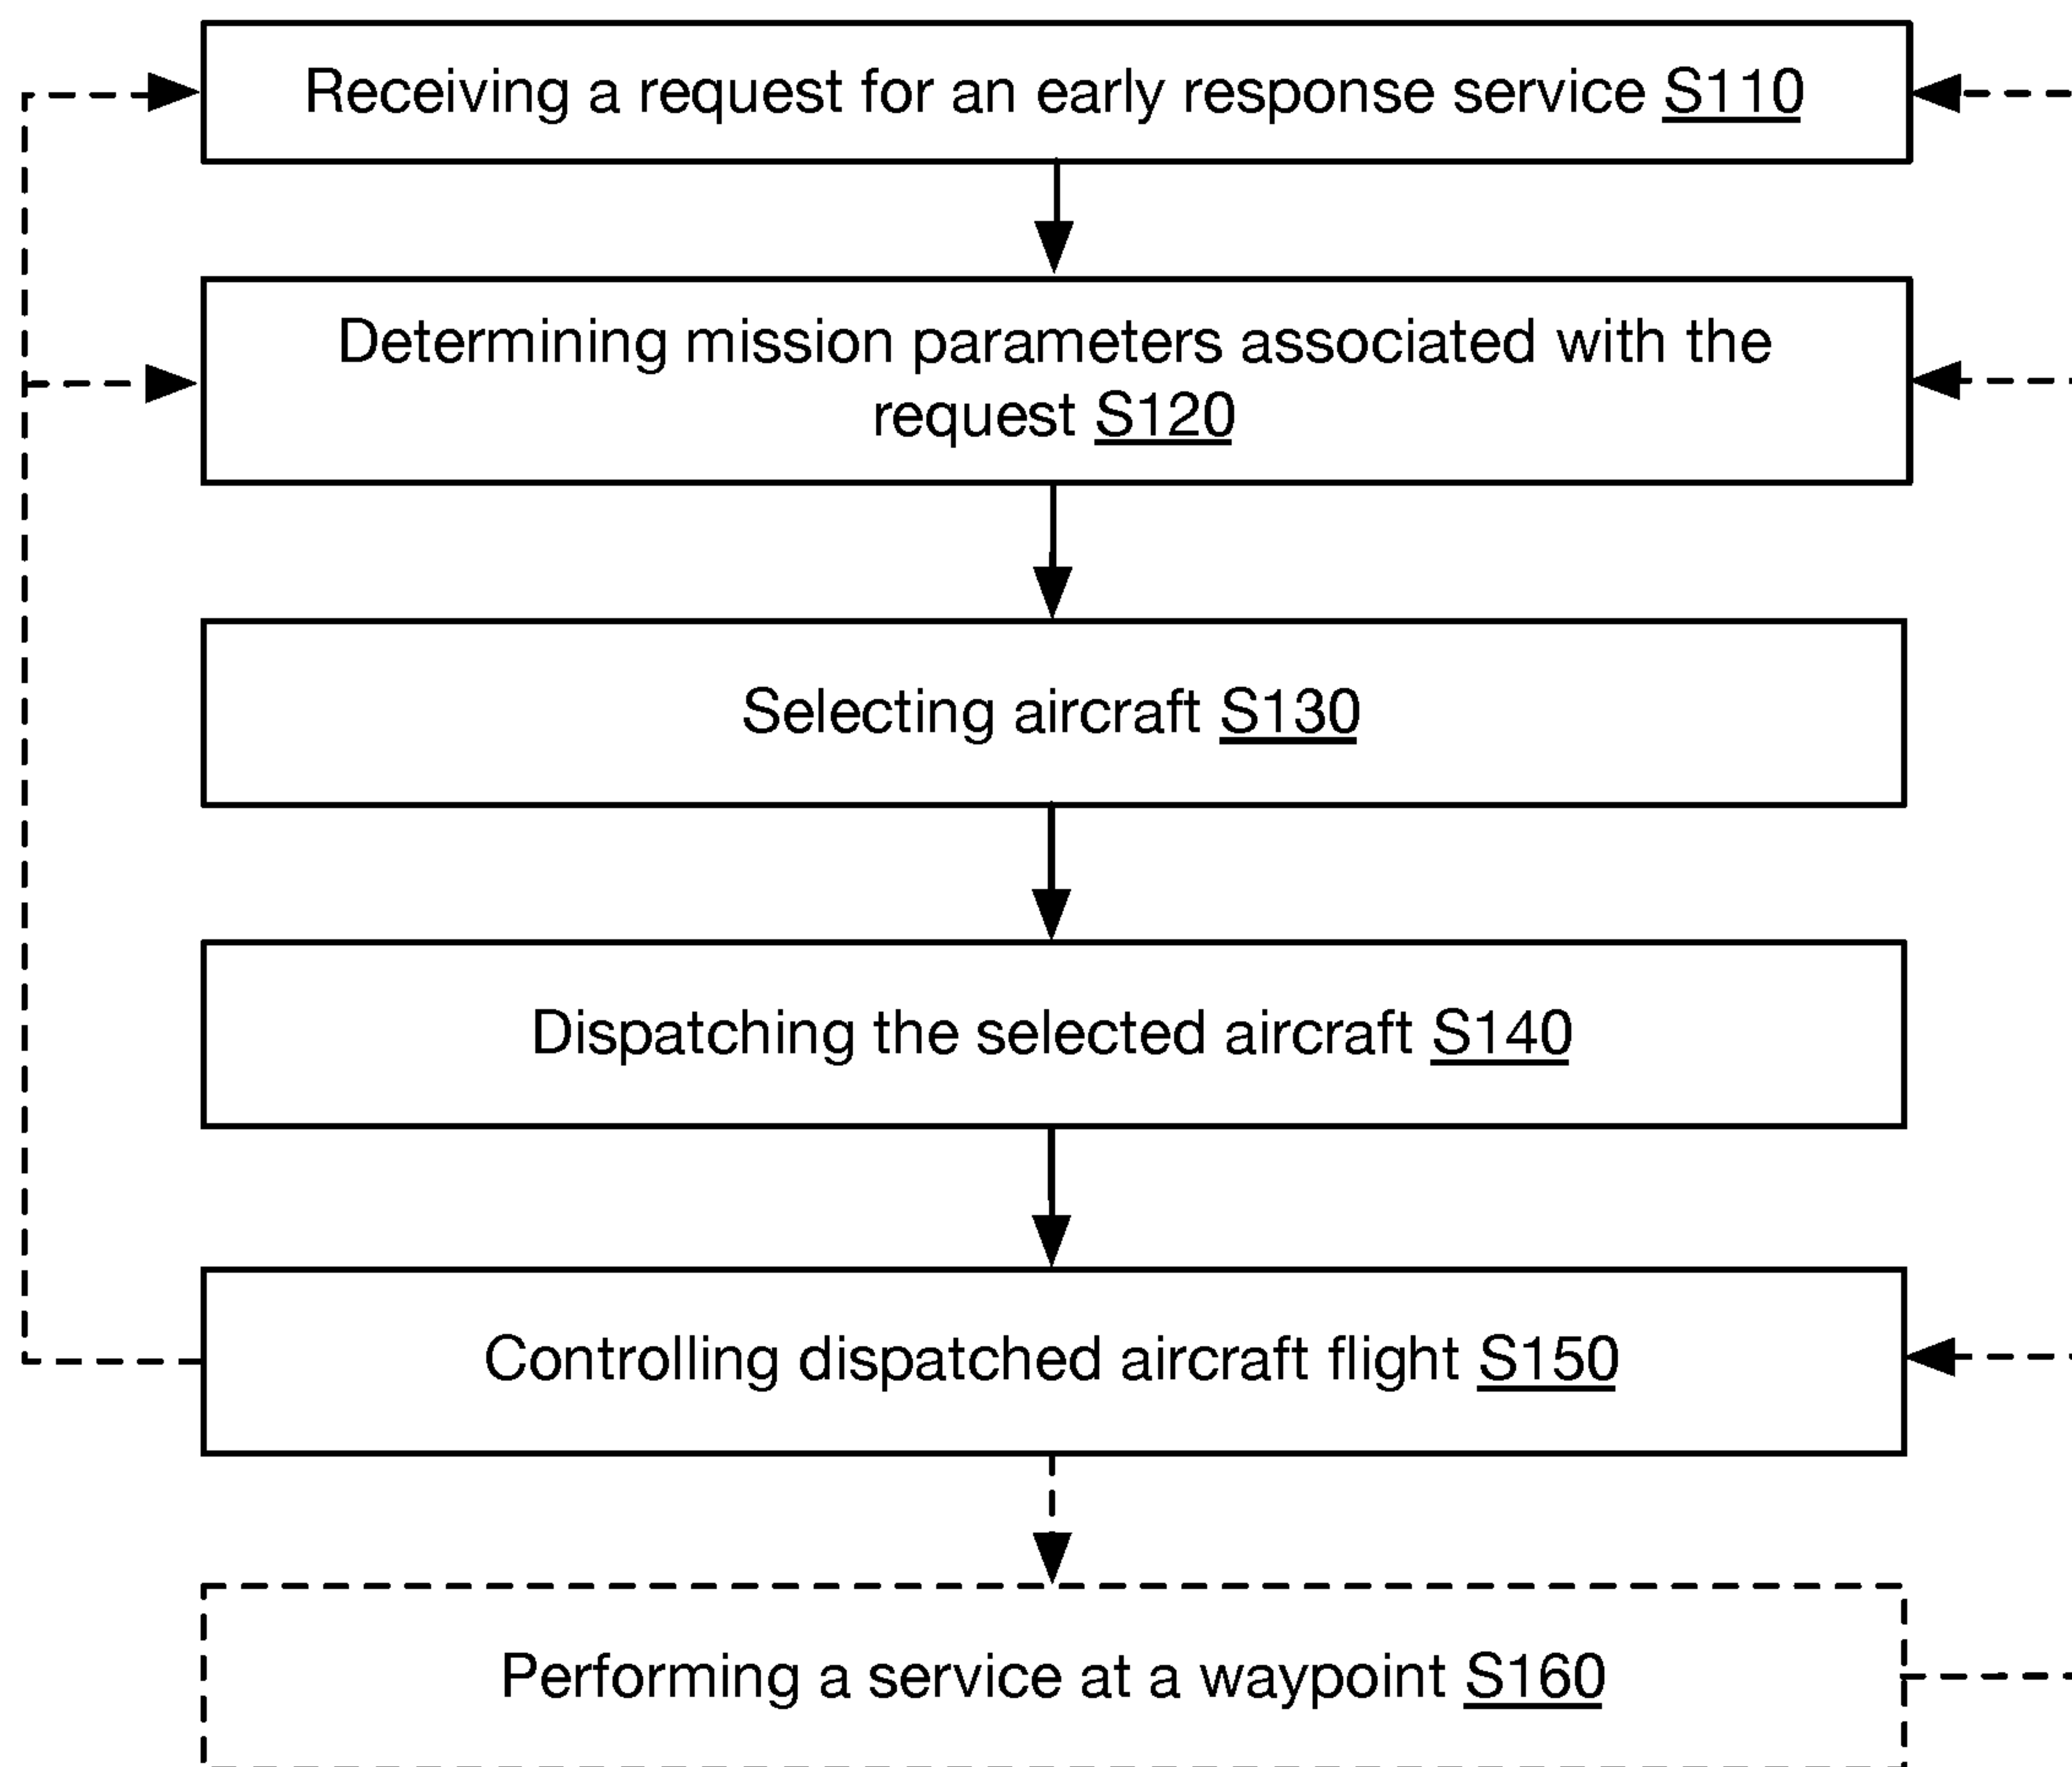 Receiving a request for an early response service S110
Determining mission parameters associated with the
request S120
Selecting aircraft S130
Dispatching the selected aircraft S140
Controlling dispatched aircraft flight S150
Performing a service at a waypoint S160